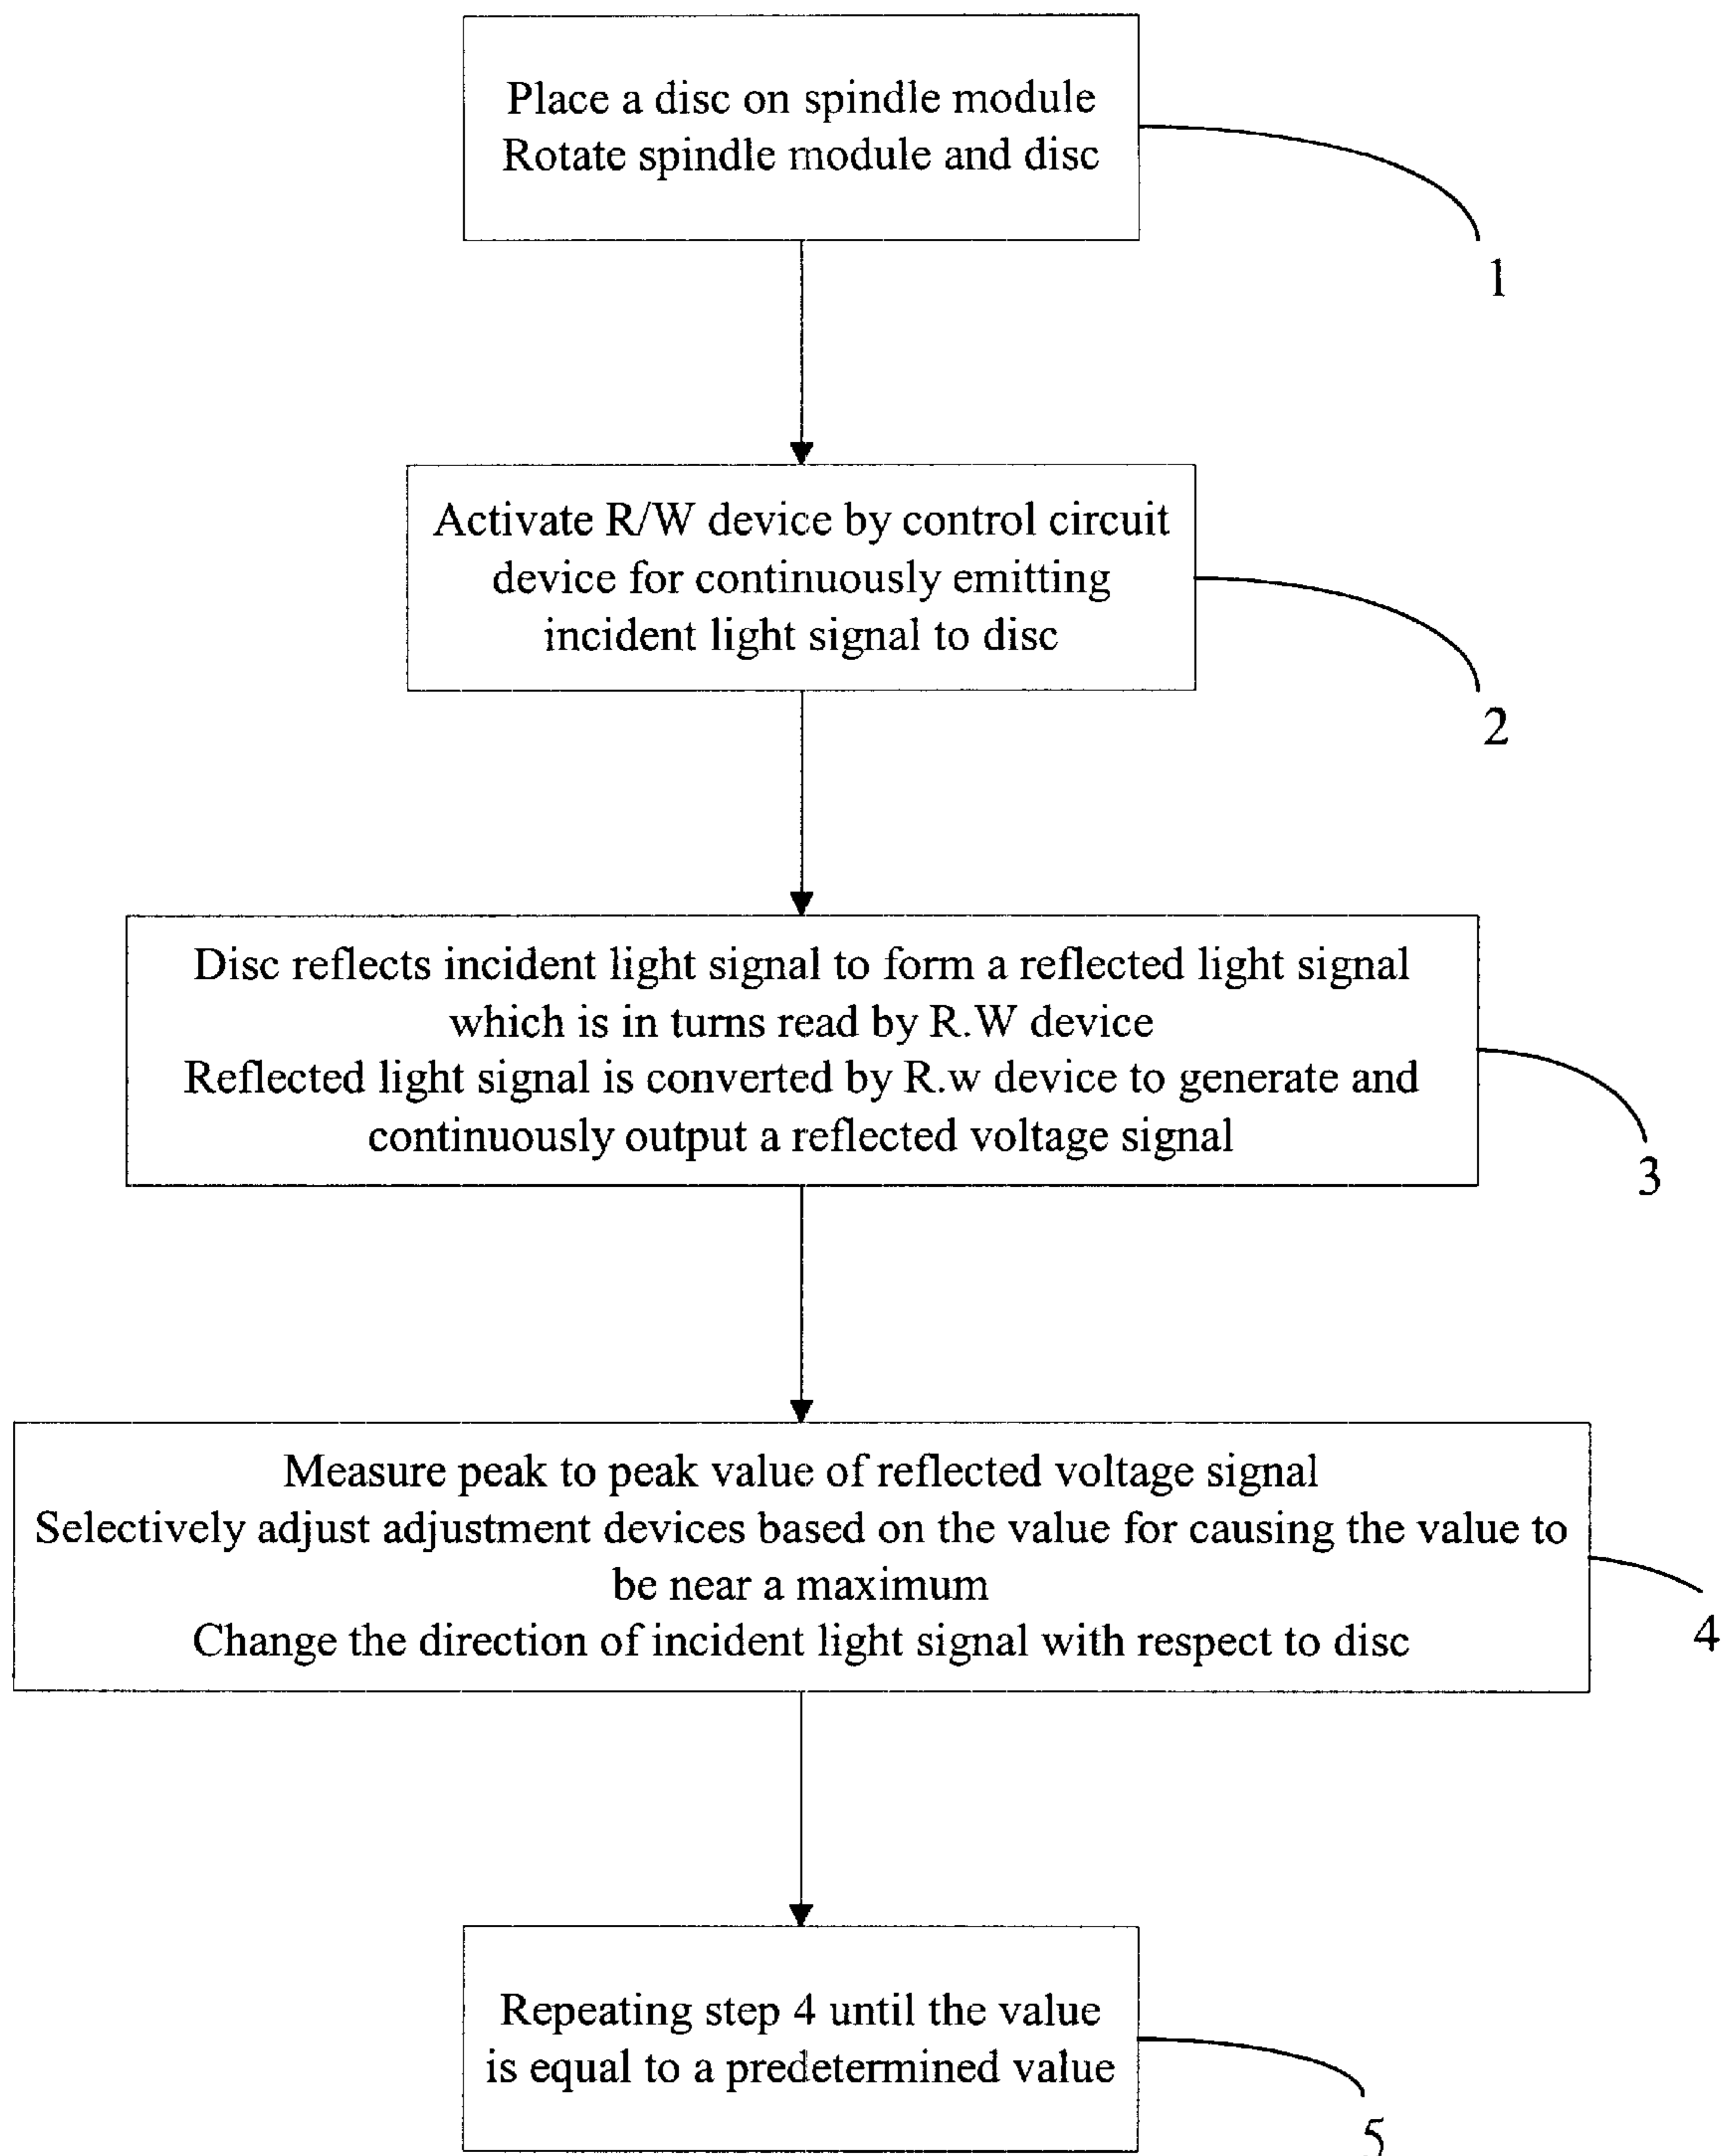 Place a disc on spindle module
Rotate spindle module and disc
1
Activate R/W device by control circuit
device for continuously emitting
incident light signal to disc
2
Disc reflects incident light signal to form a reflected light signal
which is in turns read by R.W device
Reflected light signal is converted by R.w device to generate and
continuously output a reflected voltage signal
3
Measure peak to peak value of reflected voltage signal
Selectively adjust adjustment devices based on the value for causing the value to
be near a maximum
Change the direction of incident light signal with respect to disc
4
Repeating step 4 until the value
is equal to a predetermined value
5